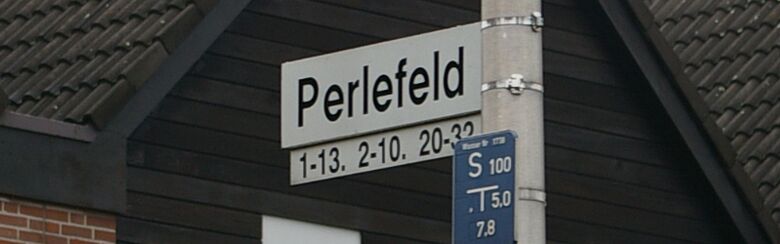 Perlefeld
1-13. 2-10. 20-32
S 100
T 5,0
7,8